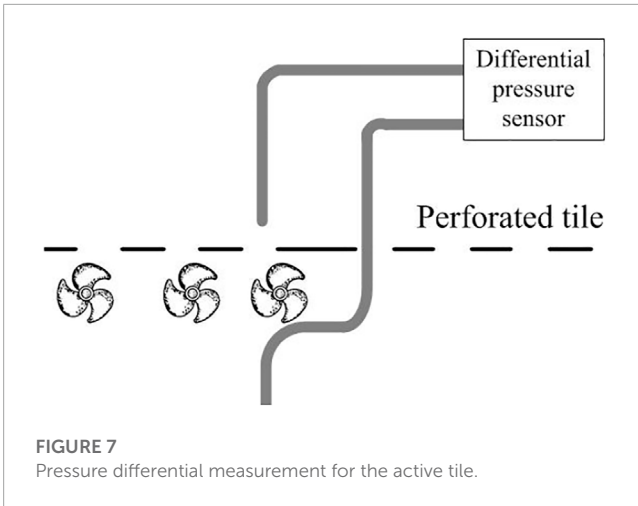 Differential
pressure
sensor
Perforated tile
FIGURE 7
Pressure differential measurement for the active tile.